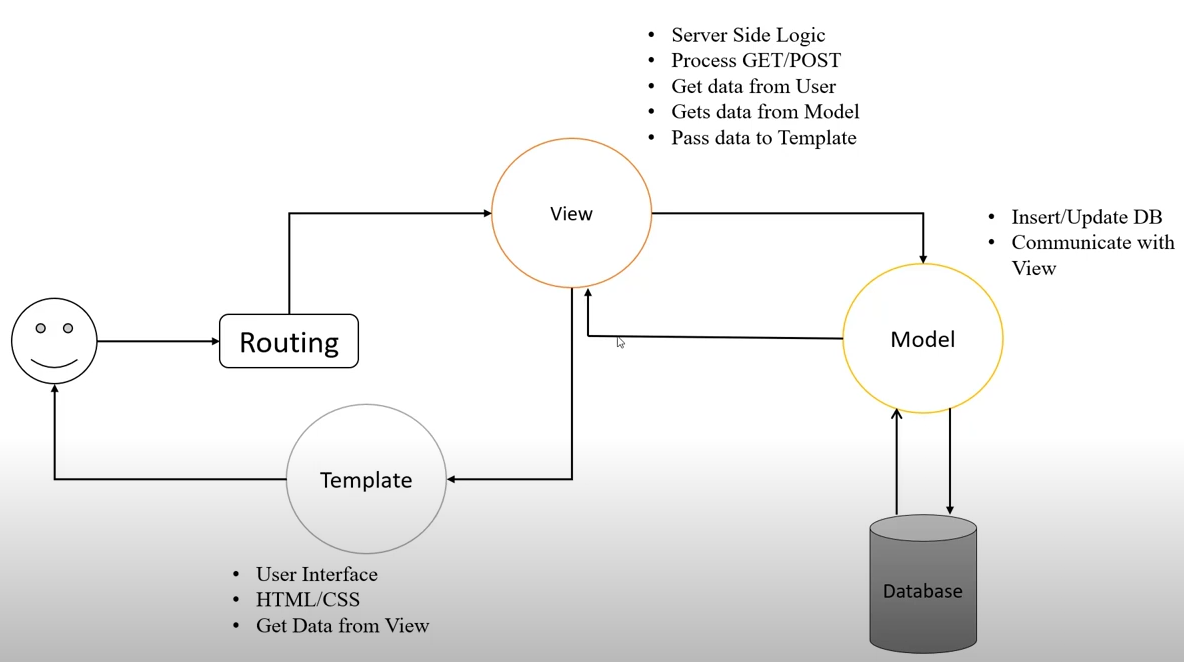 • Server Side Logic
• Process GET/POST
• Get data from User
• Gets data from Model
• Pass data to Template
View
• Insert/Update DB
• Communicate with
View
Routing
Model
Template
• User Interface
• HTML/CSS
• Get Data from View
Database